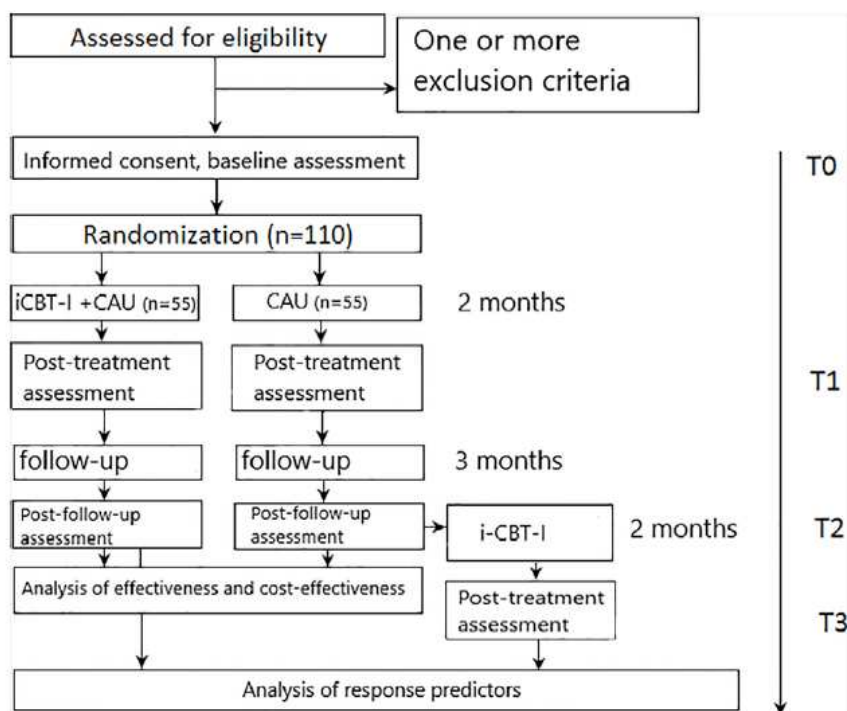 Assessed for eligibility
One or more
exclusion criteria
Informed consent, baseline assessment
T0
Randomization (n=110)
iCBT-I +CAU (n=55)
CAU (n=55)
2 months
Post-treatment
assessment
Post-treatment
assessment
T1
follow-up
follow-up
3 months
Post-follow-up
assessment
Post-follow-up
assessment
i-CBT-I
2 months
T2
Analysis of effectiveness and cost-effectiveness
Post-treatment
assessment
T3
Analysis of response predictors